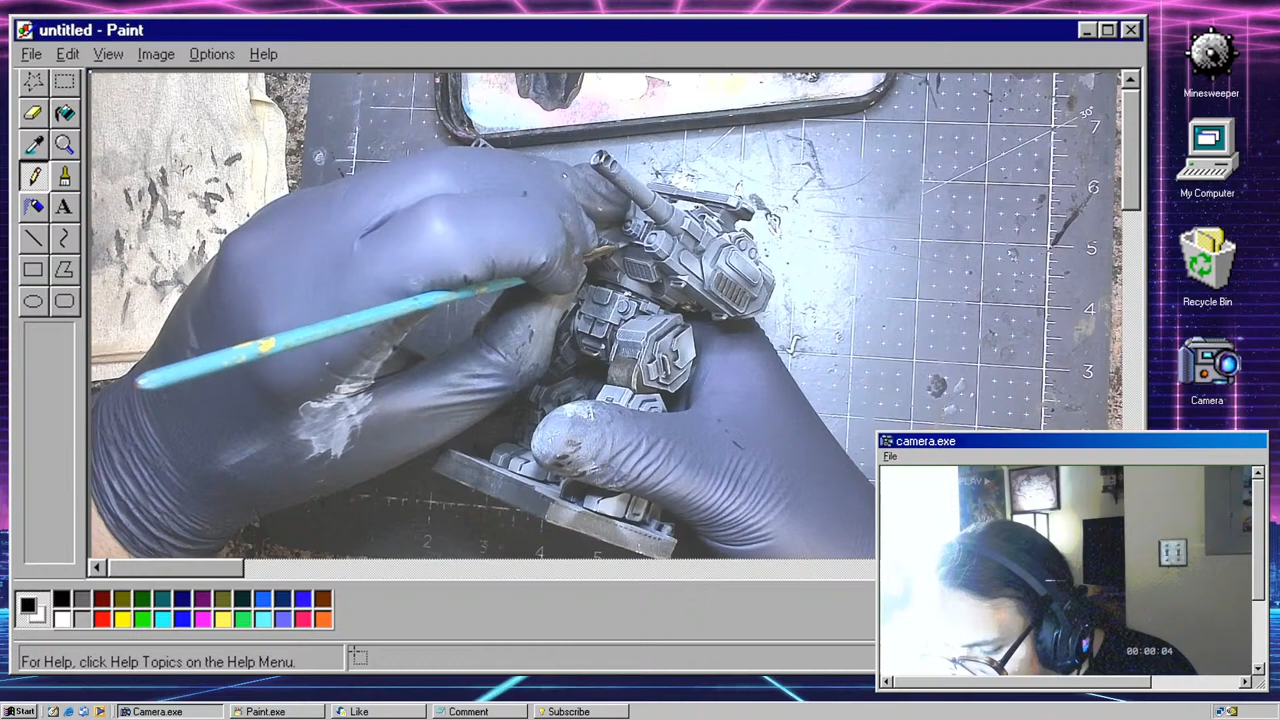 untitled - Paint
File Edit View Image Options Help
30°
7
6
5
4
3
2 3 4 5
For Help, click Help Topics on the Help Menu.
Minesweeper
My Computer
Recycle Bin
Camera
camera.exe
File
PLAY
00:00:04
Start Camera.exe Paint.exe Like Comment Subscribe